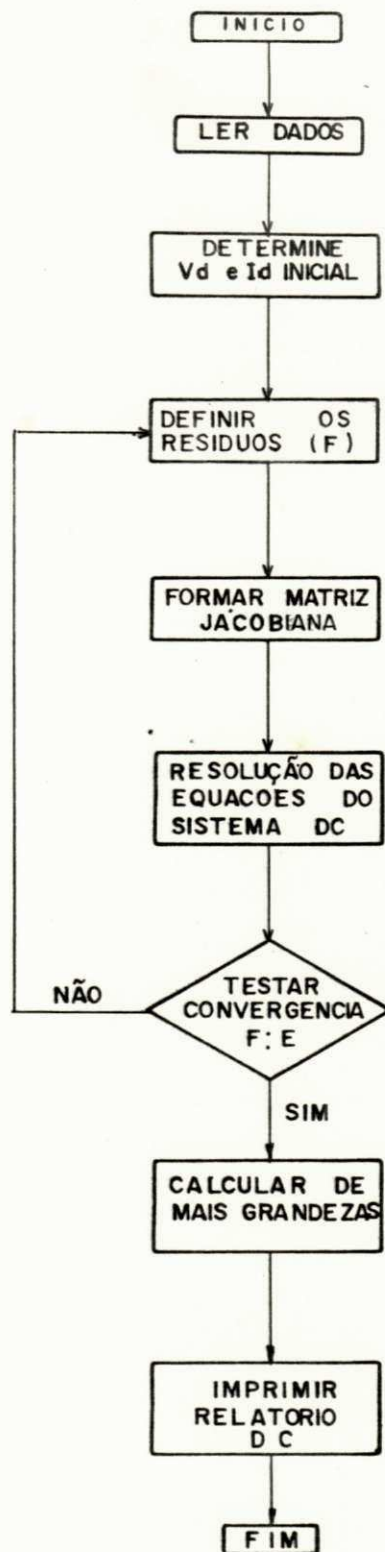 INICIO
LER DADOS
DETERMINE
Vd e Id INICIAL
DEFINIR OS
RESIDUOS (F)
FORMAR MATRIZ
JACOBIANA
RESOLUÇÃO DAS
EQUACOES DO
SISTEMA DC
TESTAR
CONVERGENCIA
F: E
NÃO
SIM
CALCULAR DE
MAIS GRANDEZAS
IMPRIMIR
RELATORIO
DC
FIM